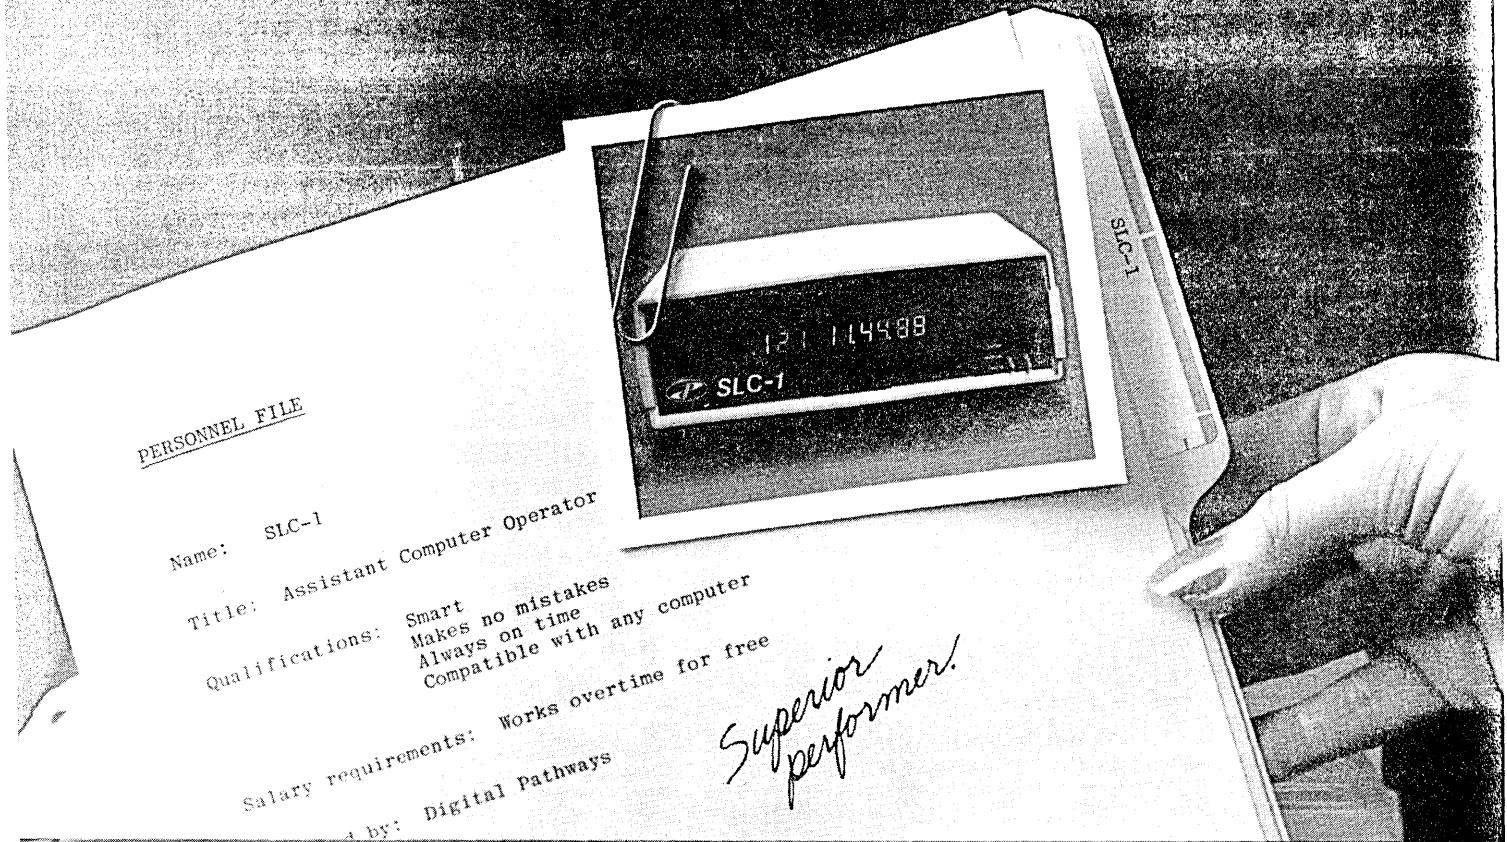 SLC-1
121 11.44.88
SLC-1
PERSONNEL FILE
Name: SLC-1
Title: Assistant Computer Operator
Qualifications: Smart
Makes no mistakes
Always on time
Compatible with any computer
Salary requirements: Works overtime for free
by: Digital Pathways
Superior
performer.